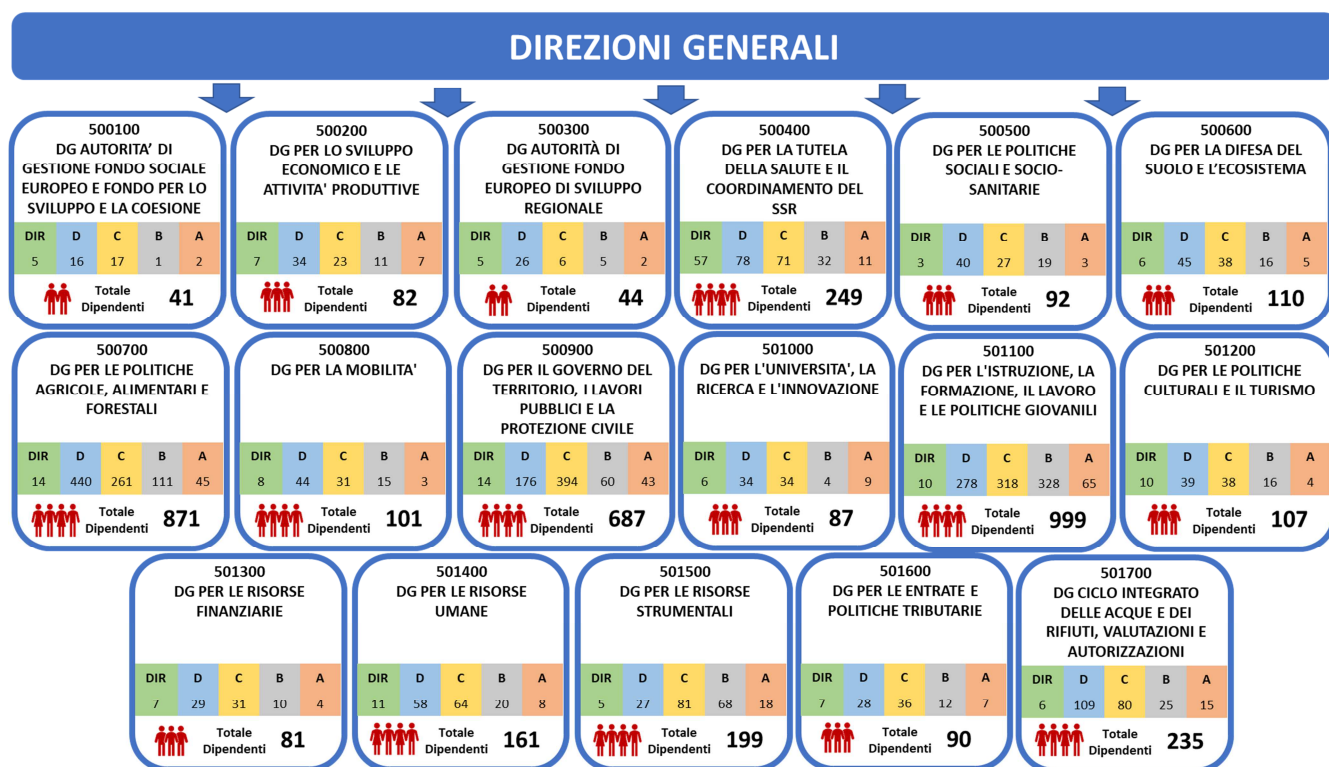 DIREZIONI GENERALI
500100
DG AUTORITA' DI
GESTIONE FONDO SOCIALE
EUROPEO E FONDO PER LO
SVILUPPO E LA COESIONE
DIR D C B A
5 16 17 1 2
Totale
Dipendenti 41
500200
DG PER LO SVILUPPO
ECONOMICO E LE
ATTIVITA' PRODUTTIVE
DIR D C B A
7 34 23 11 7
Totale
Dipendenti 82
500300
DG AUTORITÀ DI
GESTIONE FONDO
EUROPEO DI SVILUPPO
REGIONALE
DIR D C B A
5 26 6 5 2
Totale
Dipendenti 44
500400
DG PER LA TUTELA
DELLA SALUTE E IL
COORDINAMENTO DEL
SSR
DIR D C B A
57 78 71 32 11
Totale
Dipendenti 249
500500
DG PER LE POLITICHE
SOCIALI E SOCIO-
SANITARIE
DIR D C B A
3 40 27 19 3
Totale
Dipendenti 92
500600
DG PER LA DIFESA DEL
SUOLO E L'ECOSISTEMA
DIR D C B A
6 45 38 16 5
Totale
Dipendenti 110
500700
DG PER LE POLITICHE
AGRICOLE, ALIMENTARI E
FORESTALI
DIR D C B A
14 440 261 111 45
Totale
Dipendenti 871
500800
DG PER LA MOBILITA'
DIR D C B A
8 44 31 15 3
Totale
Dipendenti 101
500900
DG PER IL GOVERNO DEL
TERRITORIO, I LAVORI
PUBBLICI E LA
PROTEZIONE CIVILE
DIR D C B A
14 176 394 60 43
Totale
Dipendenti 687
501000
DG PER L'UNIVERSITA', LA
RICERCA E L'INNOVAZIONE
DIR D C B A
6 34 34 4 9
Totale
Dipendenti 87
501100
DG PER L'ISTRUZIONE, LA
FORMAZIONE, IL LAVORO
E LE POLITICHE GIOVANILI
DIR D C B A
10 278 318 328 65
Totale
Dipendenti 999
501200
DG PER LE POLITICHE
CULTURALI E IL TURISMO
DIR D C B A
10 39 38 16 4
Totale
Dipendenti 107
501300
DG PER LE RISORSE
FINANZIARIE
DIR D C B A
7 29 31 10 4
Totale
Dipendenti 81
501400
DG PER LE RISORSE
UMANE
DIR D C B A
11 58 64 20 8
Totale
Dipendenti 161
501500
DG PER LE RISORSE
STRUMENTALI
DIR D C B A
5 27 81 68 18
Totale
Dipendenti 199
501600
DG PER LE ENTRATE E
POLITICHE TRIBUTARIE
DIR D C B A
7 28 36 12 7
Totale
Dipendenti 90
501700
DG CICLO INTEGRATO
DELLE ACQUE E DEI
RIFIUTI, VALUTAZIONI E
AUTORIZZAZIONI
DIR D C B A
6 109 80 25 15
Totale
Dipendenti 235